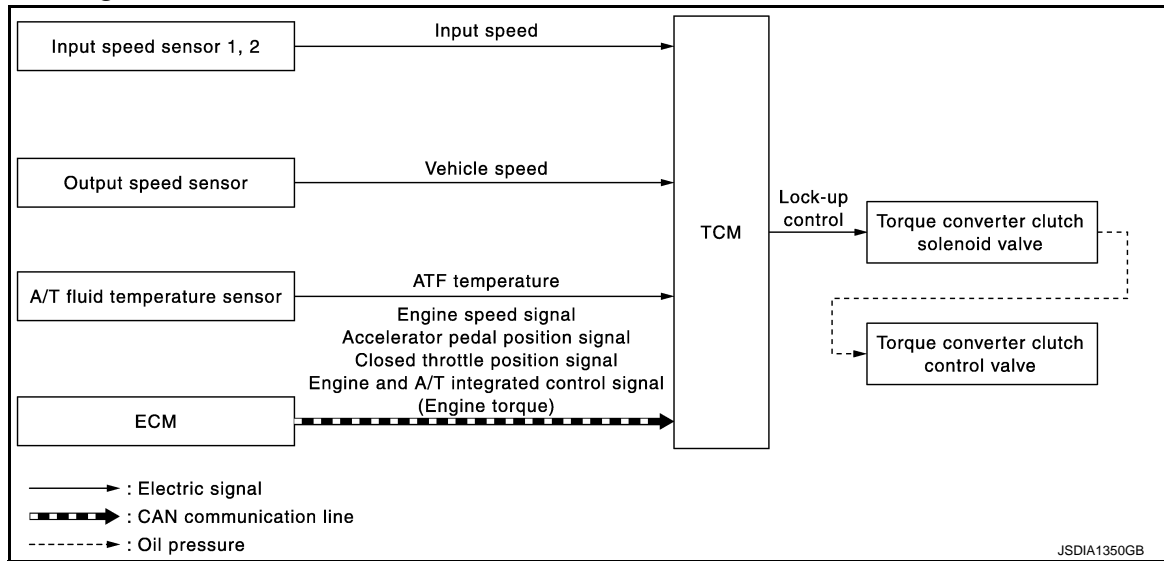 Input speed sensor 1, 2
Input speed
Output speed sensor
Vehicle speed
A/T fluid temperature sensor
ATF temperature
Engine speed signal
Accelerator pedal position signal
Closed throttle position signal
Engine and A/T integrated control signal
(Engine torque)
ECM
TCM
Lock-up
control
Torque converter clutch
solenoid valve
Torque converter clutch
control valve
: Electric signal
: CAN communication line
: Oil pressure
JSDIA1350GB